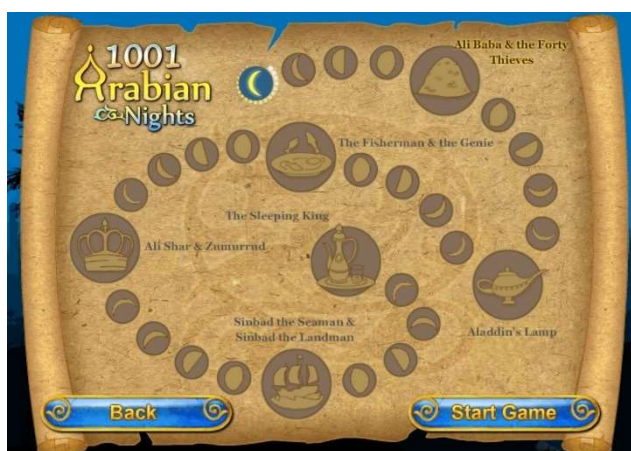 1001
Arabian
Nights
Ali Baba & the Forty
Thieves
The Fisherman & the Genie
The Sleeping King
Ali Shar & Zumurrud
Sinbad the Seaman &
Sinbad the Landman
Aladdin's Lamp
Back
Start Game